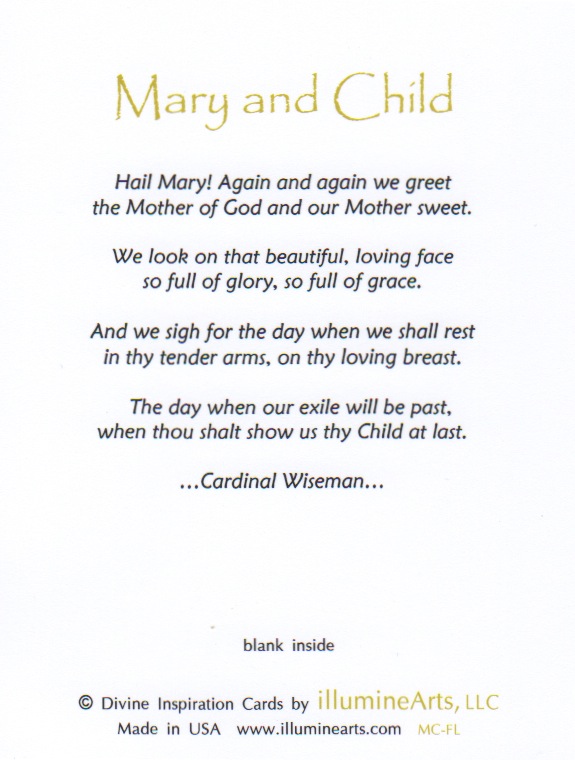 Mary and Child
Hail Mary! Again and again we greet
the Mother of God and our Mother sweet.
We look on that beautiful, loving face
so full of glory, so full of grace.
And we sigh for the day when we shall rest
in thy tender arms, on thy loving breast.
The day when our exile will be past,
when thou shalt show us thy Child at last.
...Cardinal Wiseman...
blank inside
© Divine Inspiration Cards by illumineArts, LLC
Made in USA www.illuminearts.com MC-FL